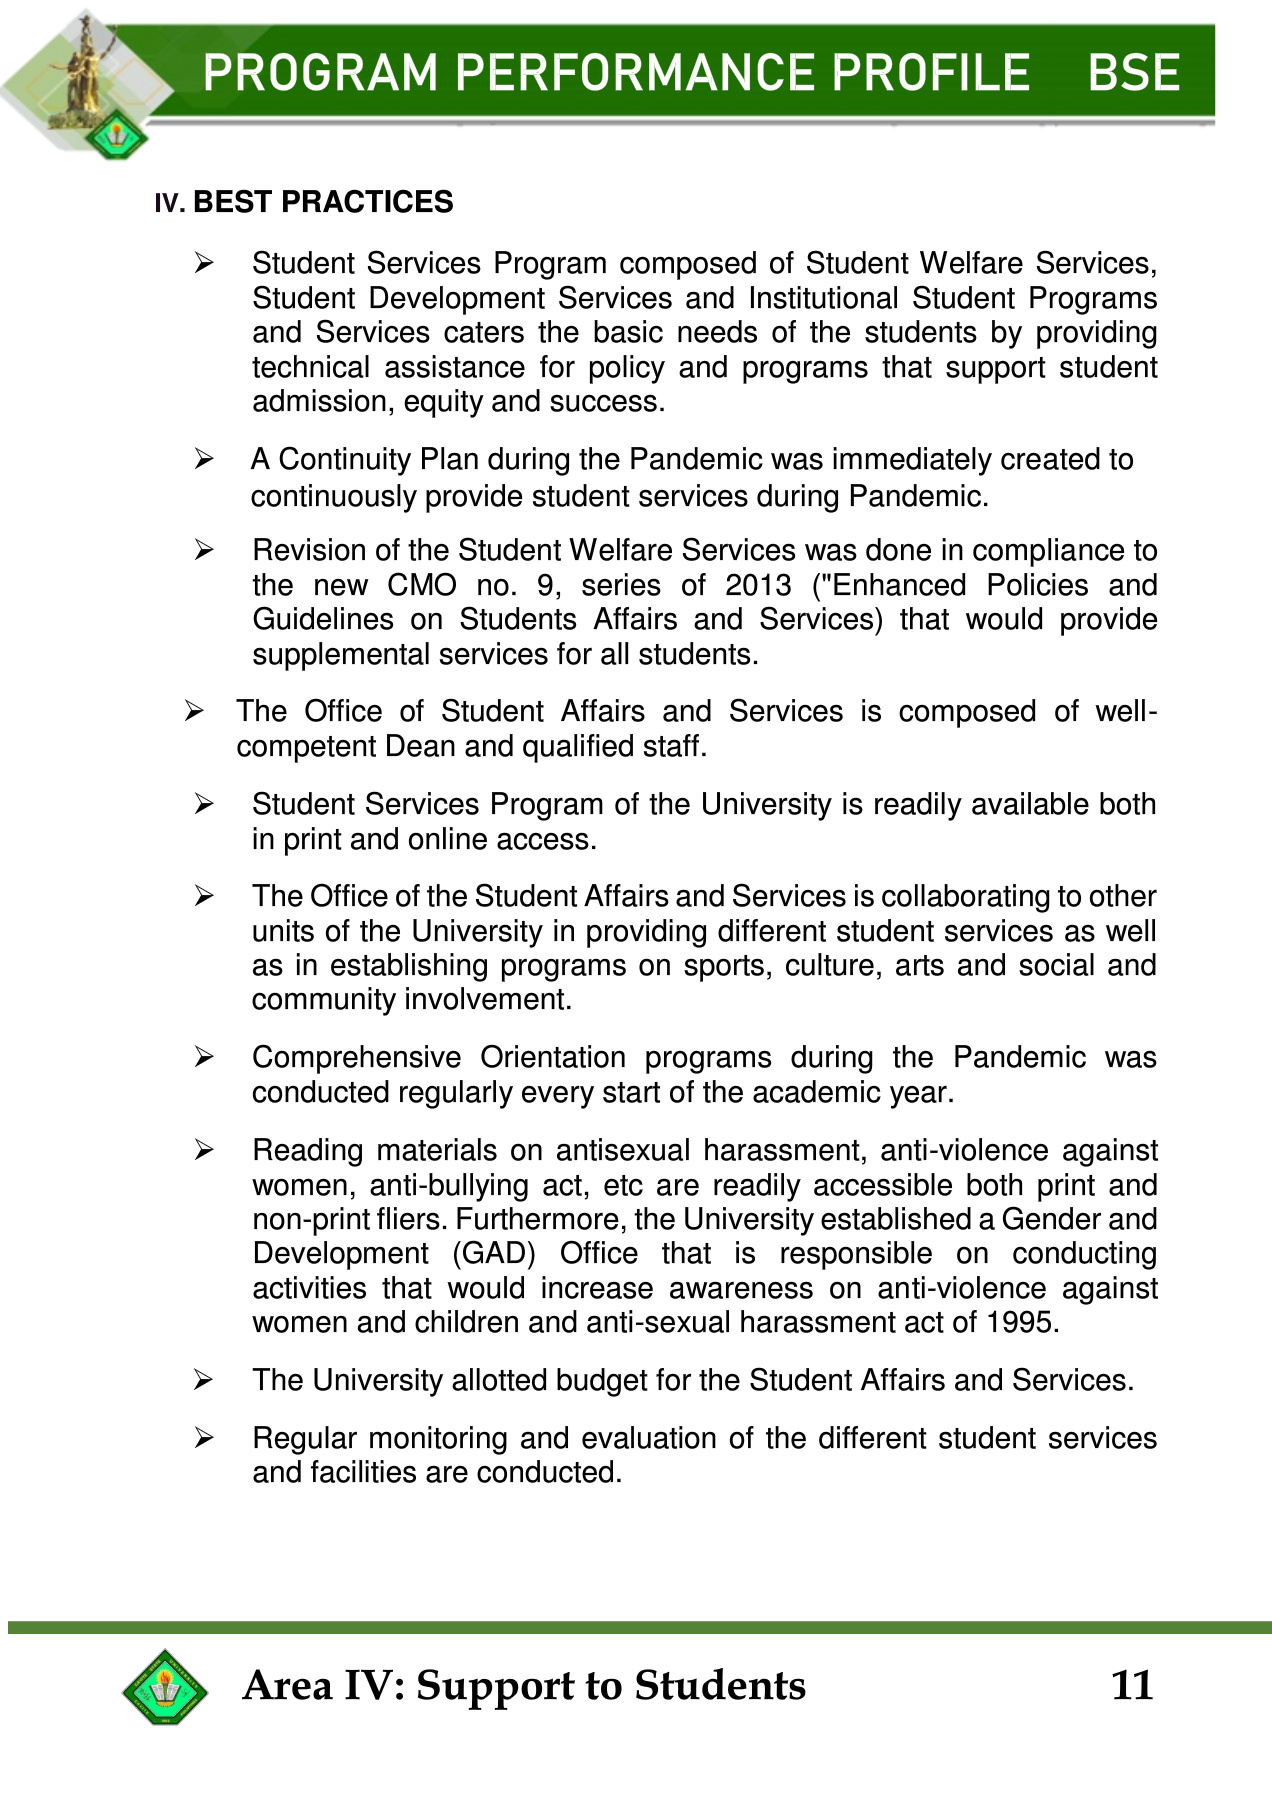 PROGRAM PERFORMANCE PROFILE BSE
IV. BEST PRACTICES
➢ Student Services Program composed of Student Welfare Services,
Student Development Services and Institutional Student Programs
and Services caters the basic needs of the students by providing
technical assistance for policy and programs that support student
admission, equity and success.
➢ A Continuity Plan during the Pandemic was immediately created to
continuously provide student services during Pandemic.
➢ Revision of the Student Welfare Services was done in compliance to
the new CMO no. 9, series of 2013 ("Enhanced Policies and
Guidelines on Students Affairs and Services) that would provide
supplemental services for all students.
➢ The Office of Student Affairs and Services is composed of well-
competent Dean and qualified staff.
➢ Student Services Program of the University is readily available both
in print and online access.
➢ The Office of the Student Affairs and Services is collaborating to other
units of the University in providing different student services as well
as in establishing programs on sports, culture, arts and social and
community involvement.
➢ Comprehensive Orientation programs during the Pandemic was
conducted regularly every start of the academic year.
➢ Reading materials on antisexual harassment, anti-violence against
women, anti-bullying act, etc are readily accessible both print and
non-print fliers. Furthermore, the University established a Gender and
Development (GAD) Office that is responsible on conducting
activities that would increase awareness on anti-violence against
women and children and anti-sexual harassment act of 1995.
➢ The University allotted budget for the Student Affairs and Services.
➢ Regular monitoring and evaluation of the different student services
and facilities are conducted.
Area IV: Support to Students 11